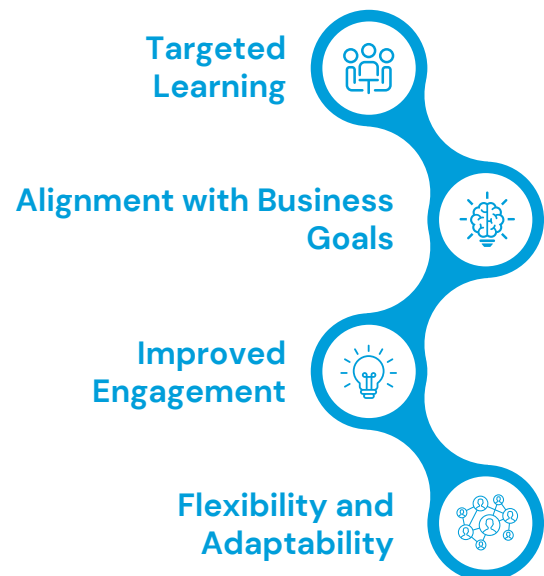 Targeted
Learning
Alignment with Business
Goals
Improved
Engagement
Flexibility and
Adaptability